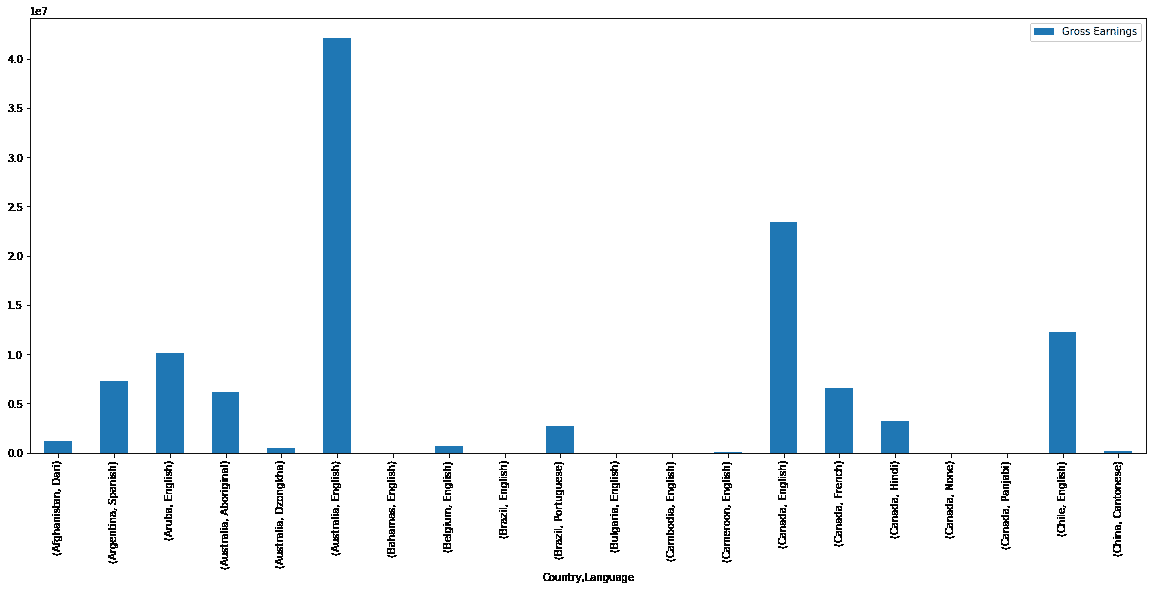 1e7
Gross Earnings
4.0
3.5
3.0
2.5
2.0
1.5
1.0
0.5
0.0
(Afghanistan, Dari)
(Argentina, Spanish)
(Aruba, English)
(Australia, Aboriginal)
(Australia, Dzongkha)
(Australia, English)
(Bahamas, English)
(Belgium, English)
(Brazil, English)
(Brazil, Portuguese)
(Bulgaria, English)
(Cambodia, English)
(Cameroon, English)
(Canada, English)
(Canada, French)
(Canada, Hindi)
(Canada, None)
(Canada, Panjabi)
(Chile, English)
(China, Cantonese)
Country,Language